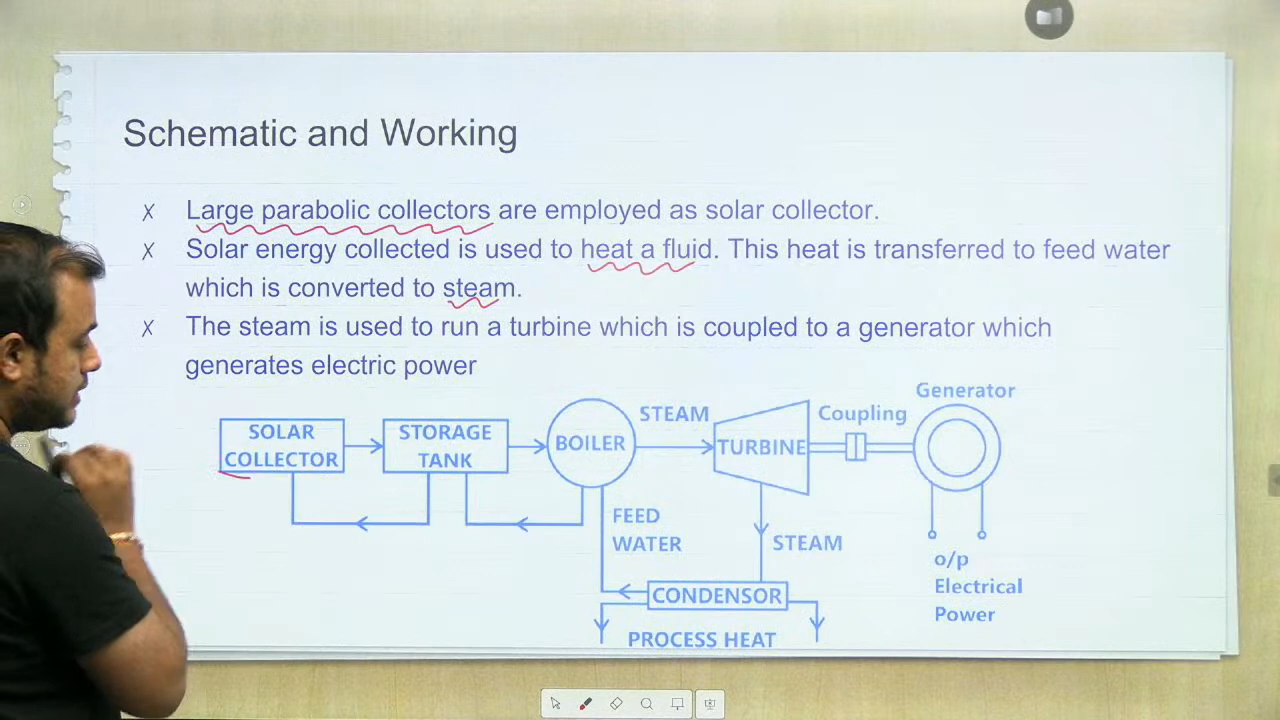 Schematic and Working
Large parabolic collectors are employed as solar collector.
Solar energy collected is used to heat a fluid. This heat is transferred to feed water
which is converted to steam.
The steam is used to run a turbine which is coupled to a generator which
generates electric power
Generator
SOLAR
COLLECTOR
STORAGE
TANK
BOILER
STEAM
TURBINE
Coupling
FEED
WATER
STEAM
o/p
Electrical
Power
CONDENSOR
PROCESS HEAT